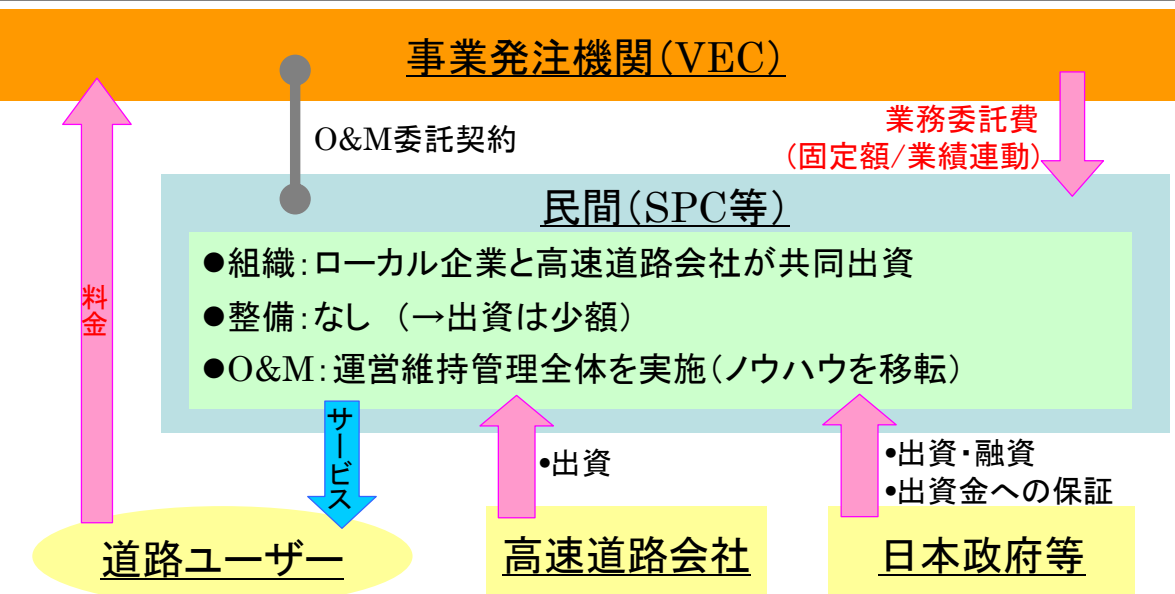 事業発注機関（VEC）
O&M委託契約
業務委託費
（固定額/業績連動）
民間（SPC等）
●組織：ローカル企業と高速道路会社が共同出資
●整備：なし （→出資は少額）
●O&M：運営維持管理全体を実施（ノウハウを移転）
料金
サービス
•出資
•出資・融資
•出資金への保証
道路ユーザー
高速道路会社
日本政府等